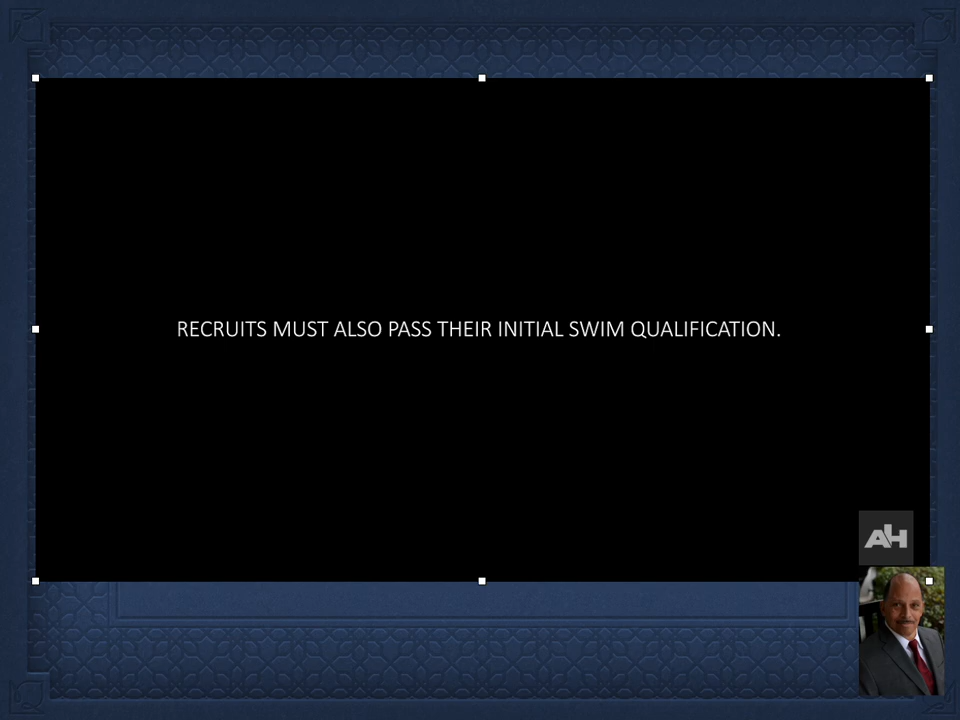 RECRUITS MUST ALSO PASS THEIR INITIAL SWIM QUALIFICATION.
AH